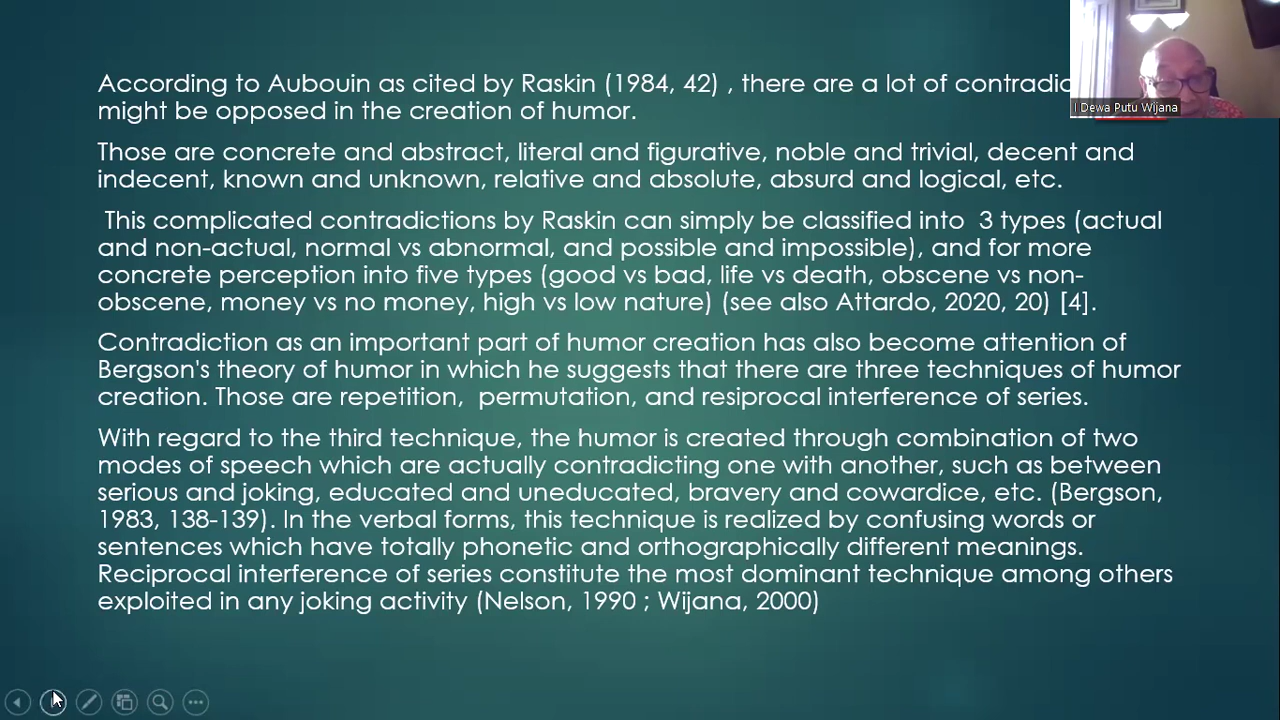 According to Aubouin as cited by Raskin (1984, 42) , there are a lot of
might be opposed in the creation of humor.
Those are concrete and abstract, literal and figurative, noble and trivial, decent and
indecent, known and unknown, relative and absolute, absurd and logical, etc.
This complicated contradictions by Raskin can simply be classified into 3 types (actual
and non-actual, normal vs abnormal, and possible and impossible), and for more
concrete perception into five types (good vs bad, life vs death, obscene vs non-
obscene, money vs no money, high vs low nature) (see also Attardo, 2020, 20) [4].
Contradiction as an important part of humor creation has also become attention of
Bergson's theory of humor in which he suggests that there are three techniques of humor
creation. Those are repetition, permutation, and resiprocal interference of series.
With regard to the third technique, the humor is created through combination of two
modes of speech which are actually contradicting one with another, such as between
serious and joking, educated and uneducated, bravery and cowardice, etc. (Bergson,
1983, 138-139). In the verbal forms, this technique is realized by confusing words or
sentences which have totally phonetic and orthographically different meanings.
Reciprocal interference of series constitute the most dominant technique among others
exploited in any joking activity (Nelson, 1990 ; Wijana, 2000)
I Dewa Putu Wijana